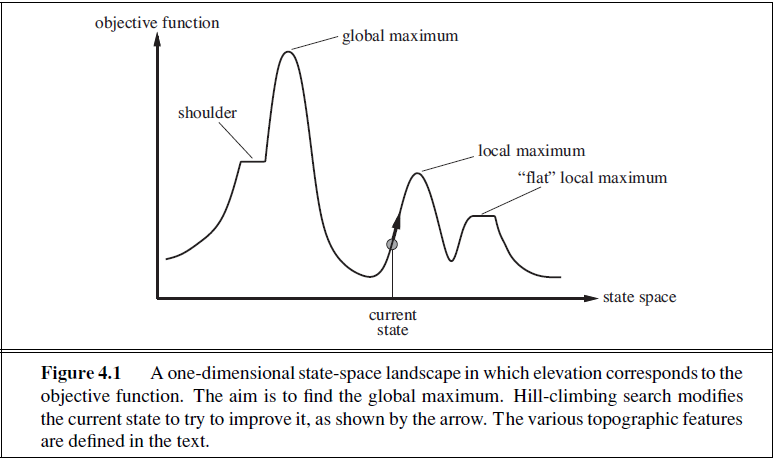 objective function
global maximum
shoulder
local maximum
“flat” local maximum
state space
current
state
Figure 4.1 A one-dimensional state-space landscape in which elevation corresponds to the
objective function. The aim is to find the global maximum. Hill-climbing search modifies
the current state to try to improve it, as shown by the arrow. The various topographic features
are defined in the text.